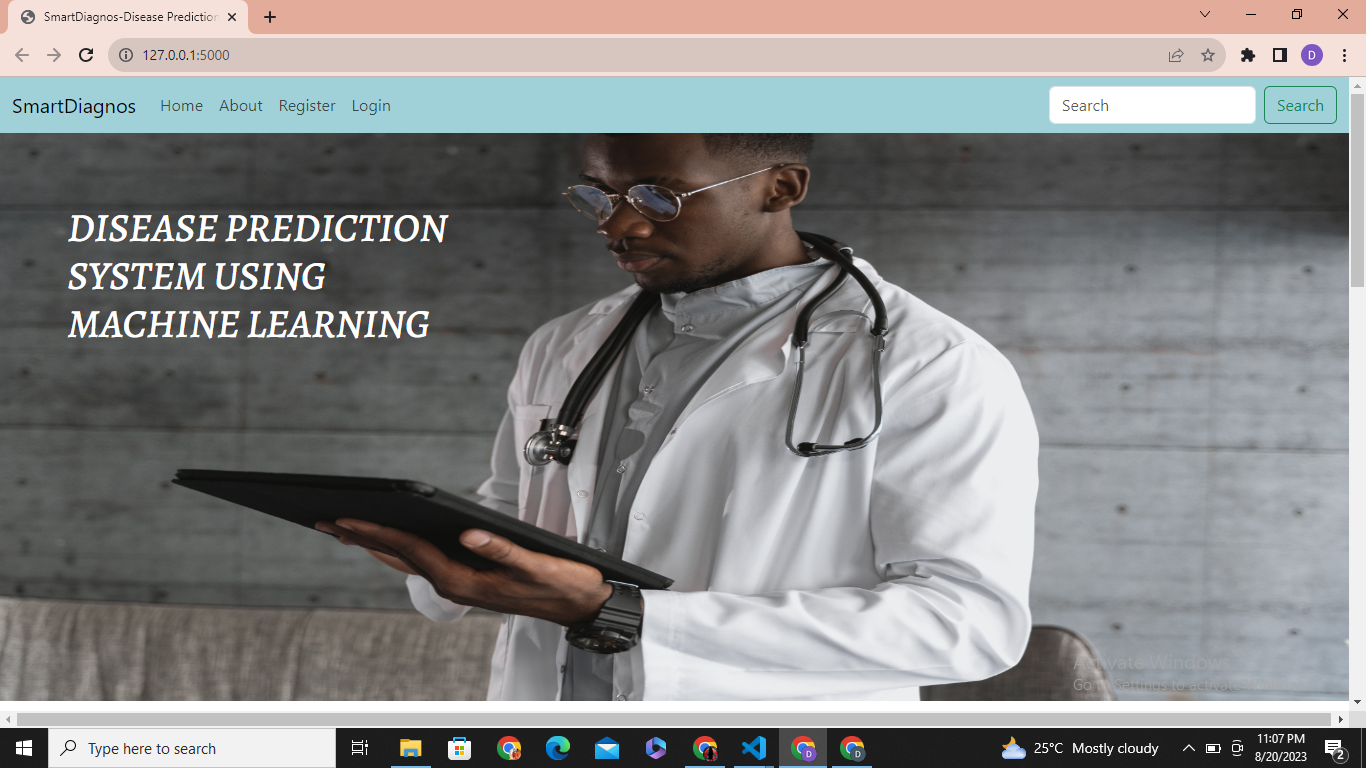 SmartDiagnos-Disease Prediction
127.0.0.1:5000
D
SmartDiagnos Home About Register Login Search Search
DISEASE PREDICTION
SYSTEM USING
MACHINE LEARNING
Activate Windows
Go to Settings to activate
Type here to search
D
D
25°C Mostly cloudy
11:07 PM
8/20/2023
2